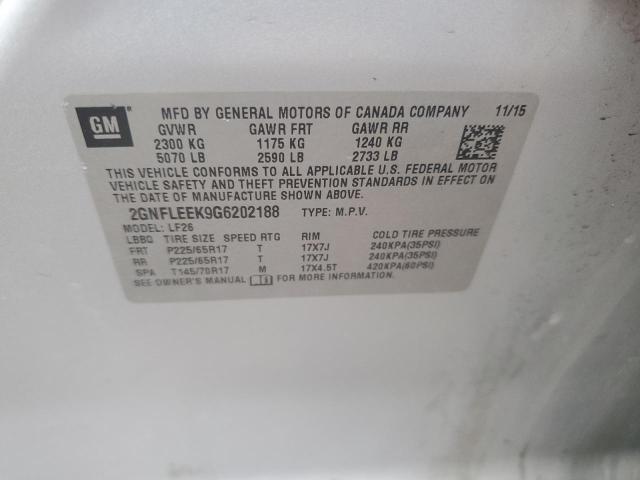 GM
MFD BY GENERAL MOTORS OF CANADA COMPANY 11/15
GVWR GAWR FRT GAWR RR
2300 KG 1175 KG 1240 KG
5070 LB 2590 LB 2733 LB
THIS VEHICLE CONFORMS TO ALL APPLICABLE U.S. FEDERAL MOTOR
VEHICLE SAFETY AND THEFT PREVENTION STANDARDS IN EFFECT ON
THE DATE OF MANUFACTURE SHOWN ABOVE.
2GNFLEEK9G6202188 TYPE: M.P.V.
MODEL: LF26
LBBQ TIRE SIZE SPEED RTG RIM COLD TIRE PRESSURE
FRT P225/65R17 T 17X7J 240KPA(35PSI)
RR P225/65R17 T 17X7J 240KPA(35PSI)
SPA T145/70R17 M 17X4.5T 420KPA(60PSI)
SEE OWNER'S MANUAL FOR MORE INFORMATION.